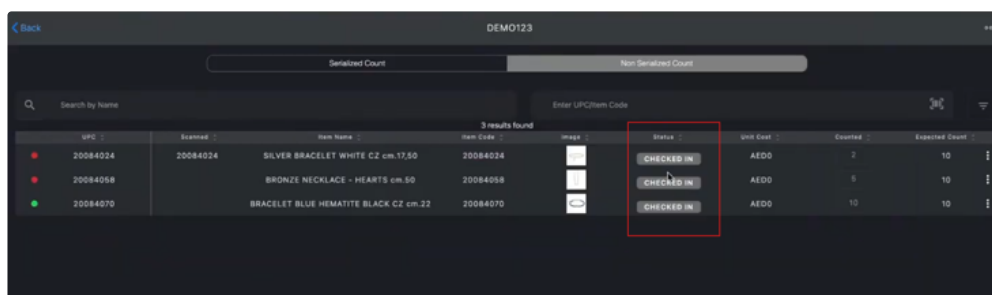 Back DEMO123
Serialized Count Non Serialized Count
Search by Name Enter UPC/Item Code
3 results found
UPC Scanned Item Name Item Code Image Status Unit Cost Counted Expected Count
20084024 20084024 SILVER BRACELET WHITE CZ cm.17,50 20084024 CHECKED IN AED0 2 10
20084058 BRONZE NECKLACE - HEARTS cm.50 20084058 CHECKED IN AED0 5 10
20084070 BRACELET BLUE HEMATITE BLACK CZ cm.22 20084070 CHECKED IN AED0 10 10